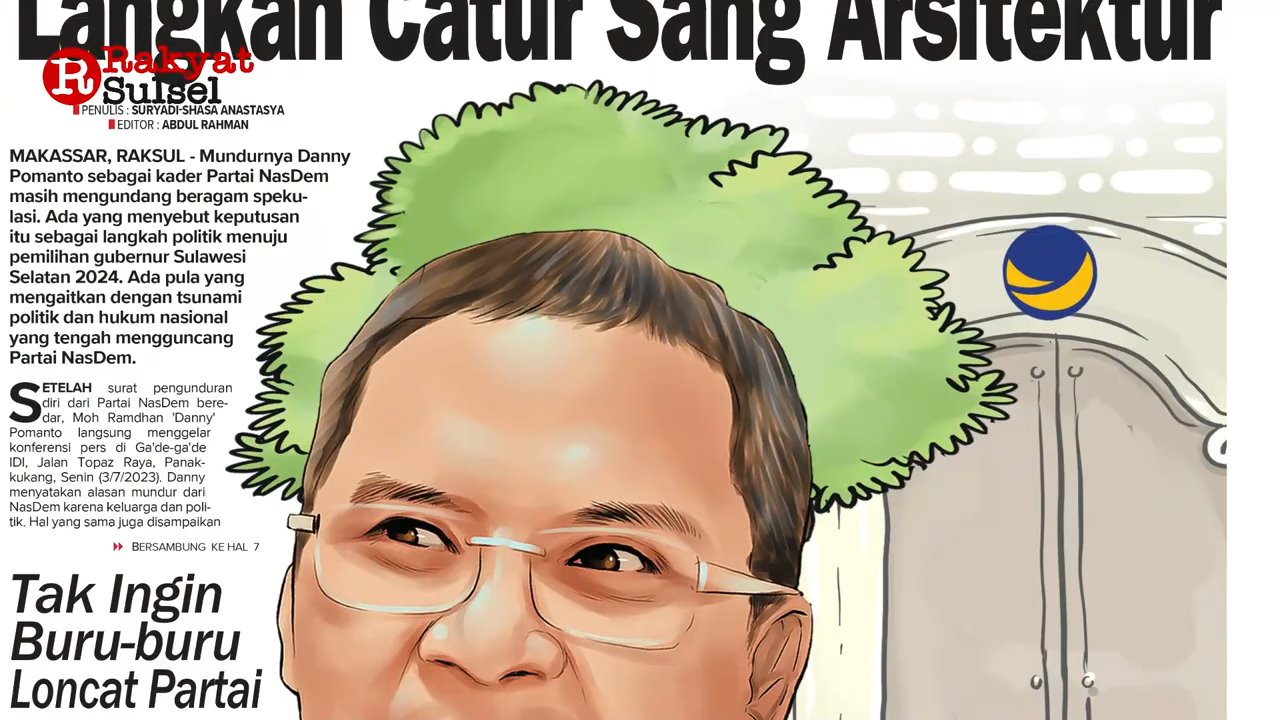 Langkah Catur Sang Arsitektur
R
Rakyat
Sulsel
PENULIS : SURYADI-SHASA ANASTASYA
EDITOR : ABDUL RAHMAN
MAKASSAR, RAKSUL - Mundurnya Danny
Pomanto sebagai kader Partai NasDem
masih mengundang beragam speku-
lasi. Ada yang menyebut keputusan
itu sebagai langkah politik menuju
pemilihan gubernur Sulawesi
Selatan 2024. Ada pula yang
mengaitkan dengan tsunami
politik dan hukum nasional
yang tengah mengguncang
Partai NasDem.
SETELAH surat pengunduran
diri dari Partai NasDem bere-
dar, Moh Ramdhan 'Danny'
Pomanto langsung menggelar
konferensi pers di Ga'de-ga'de
IDI, Jalan Topaz Raya, Panak-
kukang, Senin (3/7/2023). Danny
menyatakan alasan mundur dari
NasDem karena keluarga dan poli-
tik. Hal yang sama juga disampaikan
BERSAMBUNG KE HAL 7
Tak Ingin
Buru-buru
Loncat Partai